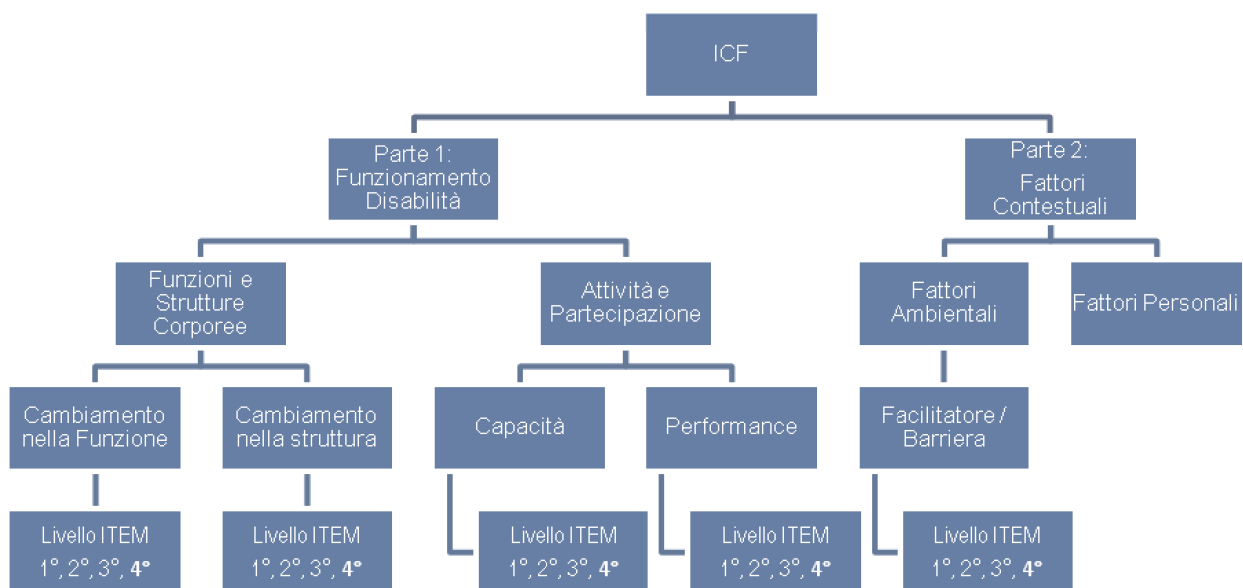 ICF
Parte 1:
Funzionamento
Disabilità
Parte 2:
Fattori
Contestuali
Funzioni e
Strutture
Corporee
Attività e
Partecipazione
Fattori
Ambientali
Fattori Personali
Cambiamento
nella Funzione
Cambiamento
nella struttura
Capacità
Performance
Facilitatore /
Barriera
Livello ITEM
1°, 2°, 3°, 4°
Livello ITEM
1°, 2°, 3°, 4°
Livello ITEM
1°, 2°, 3°, 4°
Livello ITEM
1°, 2°, 3°, 4°
Livello ITEM
1°, 2°, 3°, 4°